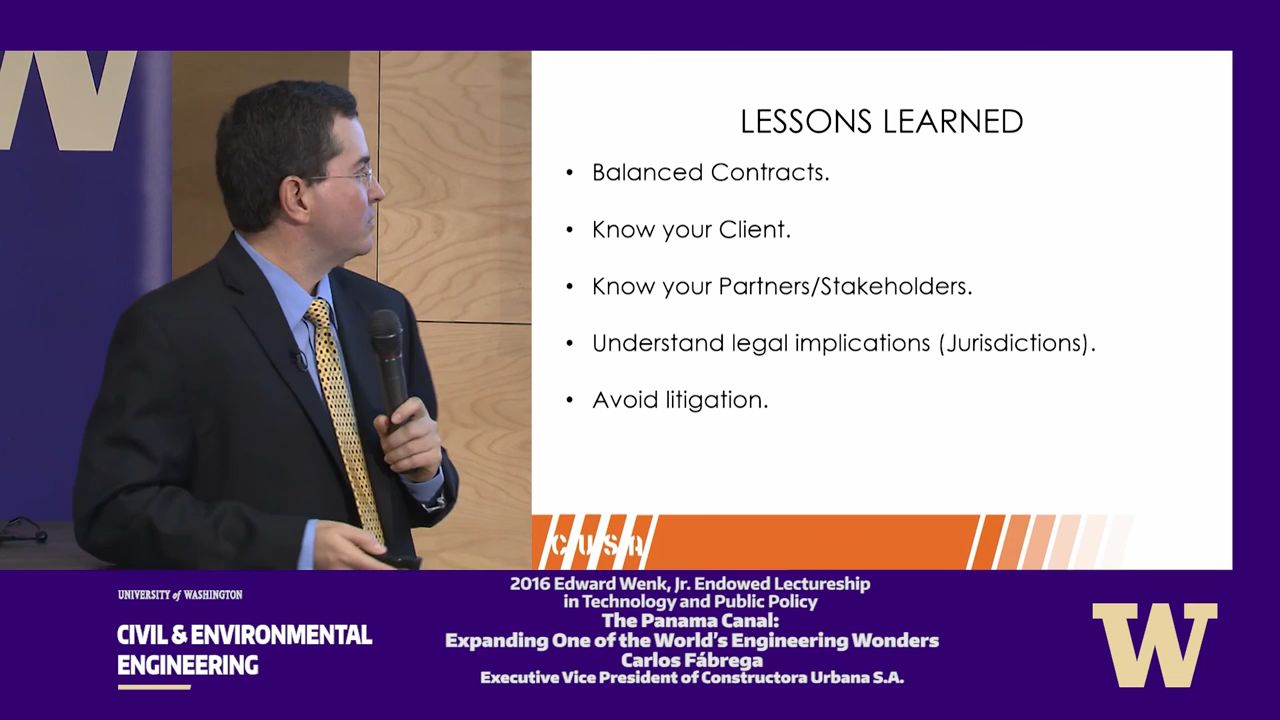 W
LESSONS LEARNED
• Balanced Contracts.
• Know your Client.
• Know your Partners/Stakeholders.
• Understand legal implications (Jurisdictions).
• Avoid litigation.
CUSA
UNIVERSITY of WASHINGTON
CIVIL & ENVIRONMENTAL
ENGINEERING
2016 Edward Wenk, Jr. Endowed Lectureship
in Technology and Public Policy
The Panama Canal:
Expanding One of the World's Engineering Wonders
Carlos Fábrega
Executive Vice President of Constructora Urbana S.A.
W